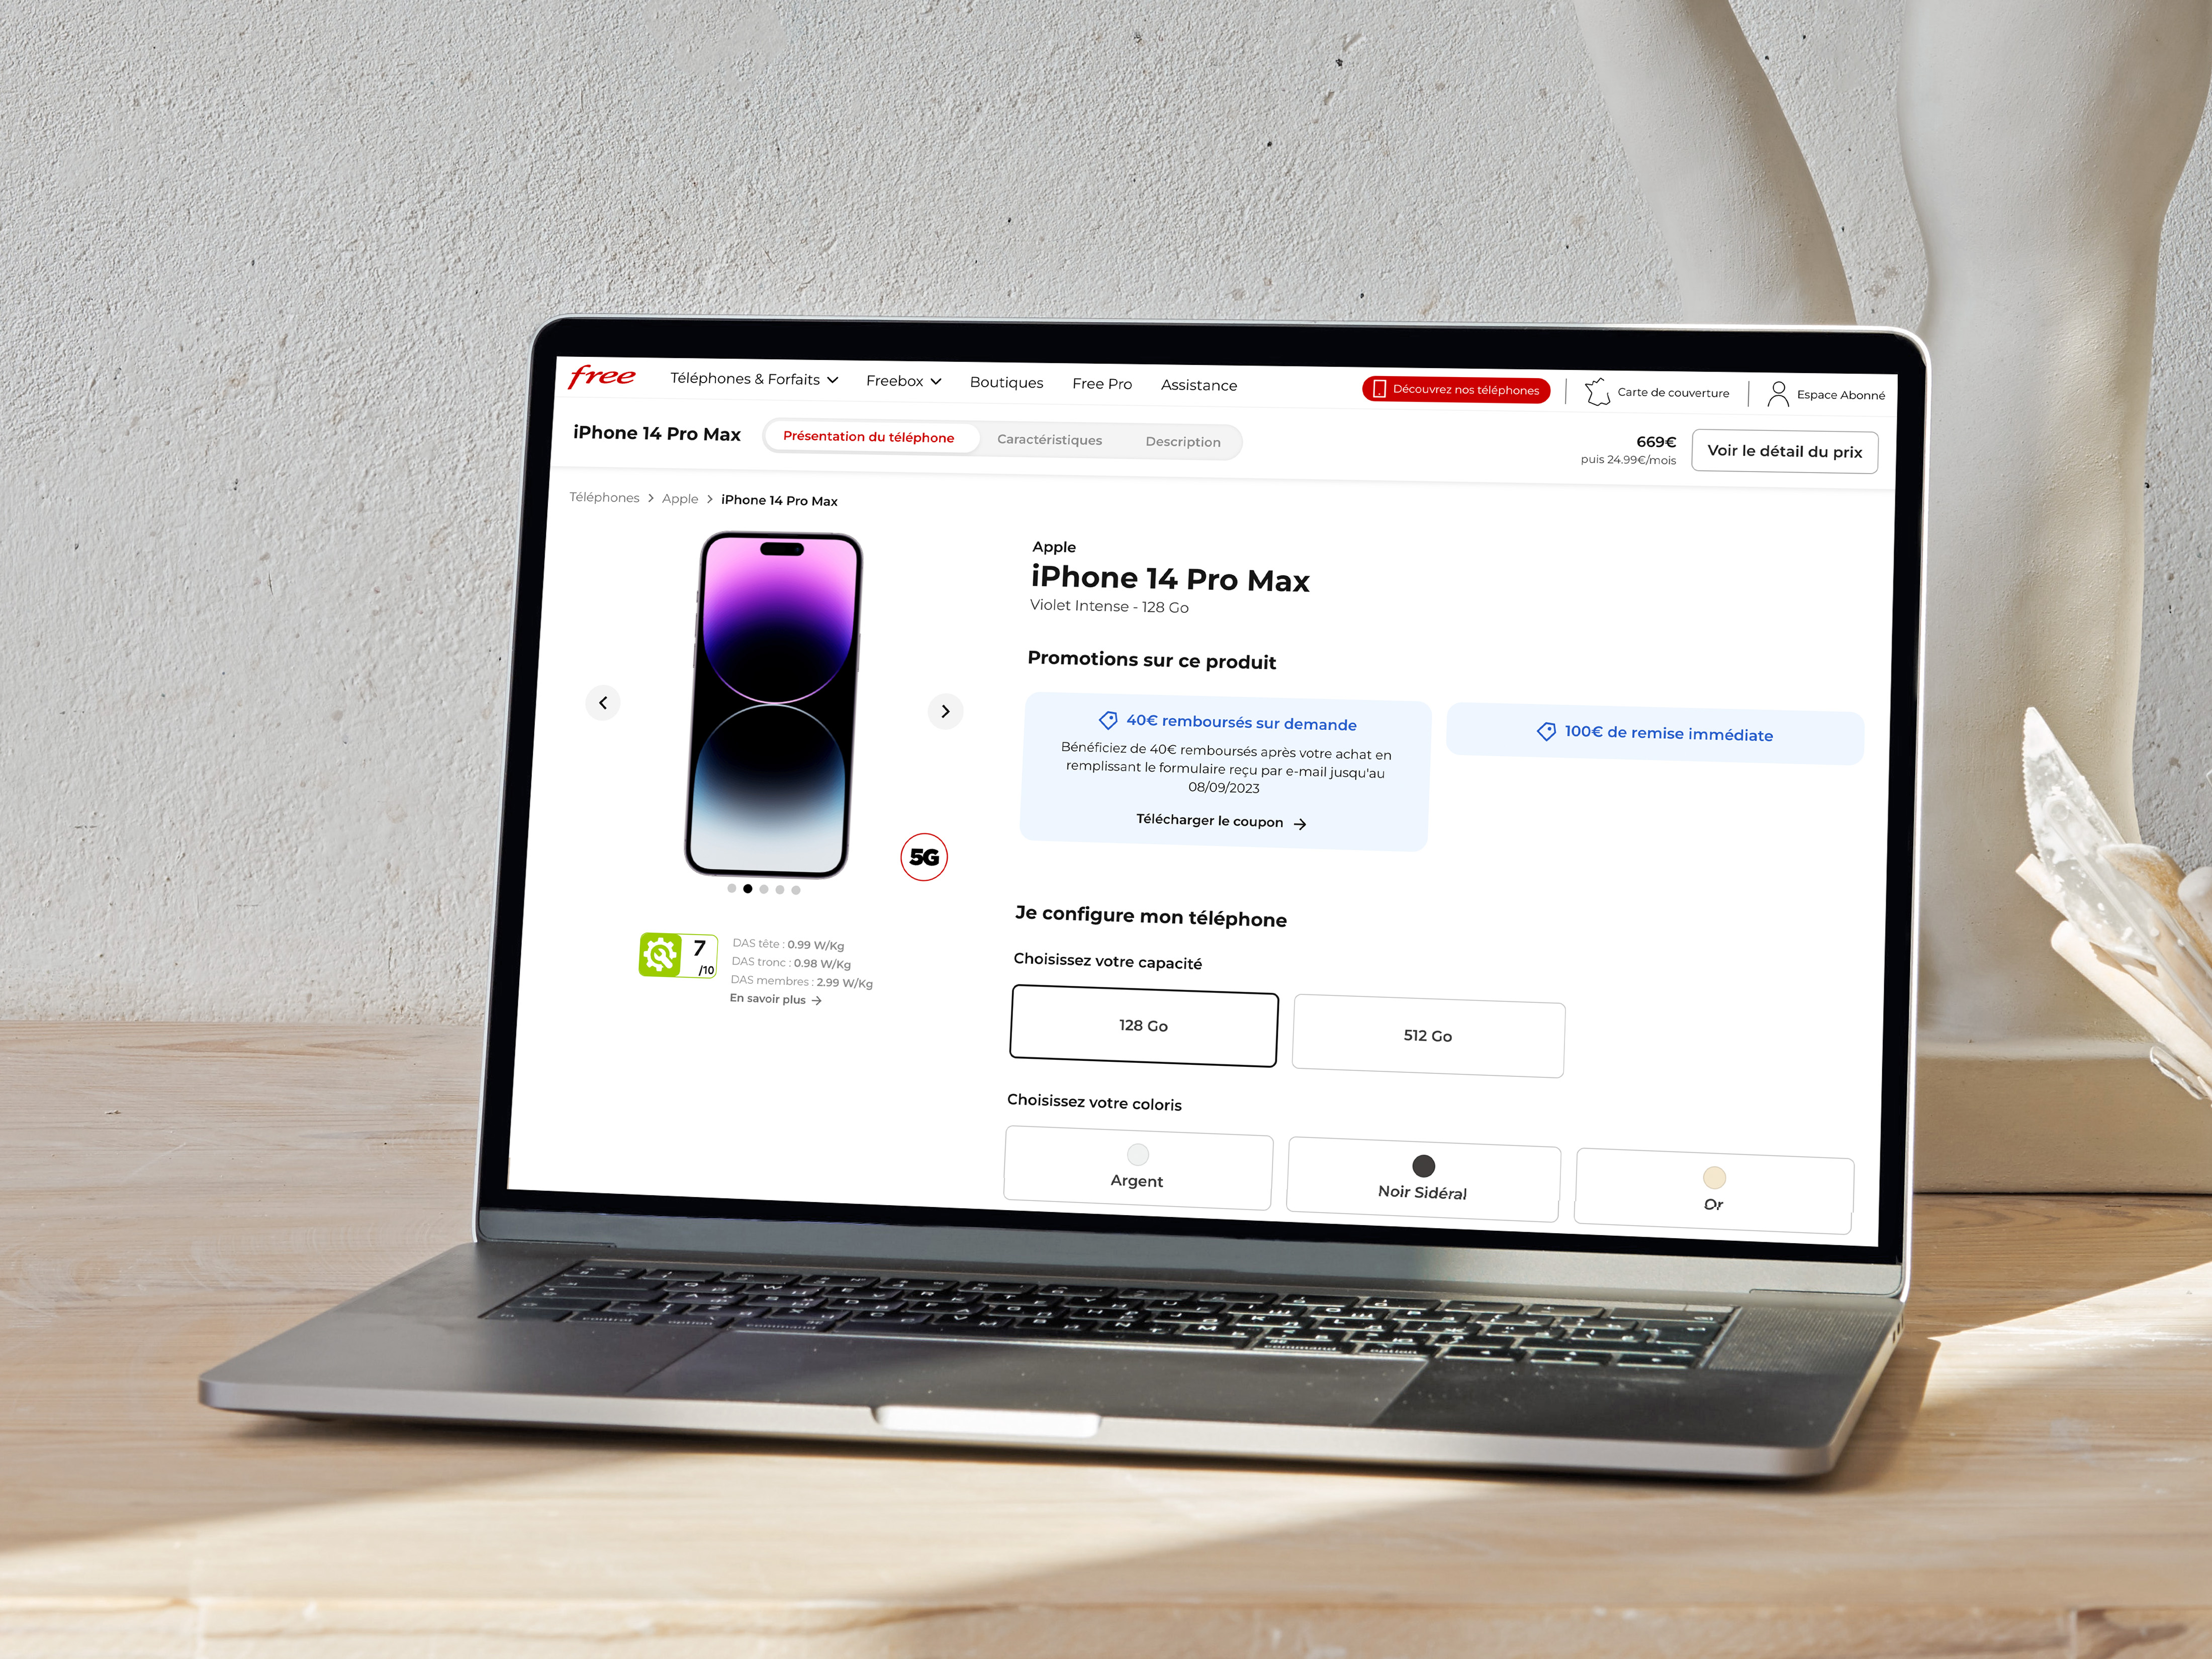 free
Téléphones & Forfaits
Freebox
Boutiques
Free Pro
Assistance
Découvrez nos téléphones
Carte de couverture
Espace Abonné
iPhone 14 Pro Max
Présentation du téléphone
Caractéristiques
Description
669€
puis 24.99€/mois
Voir le détail du prix
Téléphones > Apple > iPhone 14 Pro Max
Apple
iPhone 14 Pro Max
Violet Intense - 128 Go
Promotions sur ce produit
40€ remboursés sur demande
Bénéficiez de 40€ remboursés après votre achat en
remplissant le formulaire reçu par e-mail jusqu'au
08/09/2023
Télécharger le coupon
100€ de remise immédiate
5G
7
/10
DAS tête : 0.99 W/Kg
DAS tronc : 0.98 W/Kg
DAS membres : 2.99 W/Kg
En savoir plus
Je configure mon téléphone
Choisissez votre capacité
128 Go
512 Go
Choisissez votre coloris
Argent
Noir Sidéral
Or
control
option
command
command
option